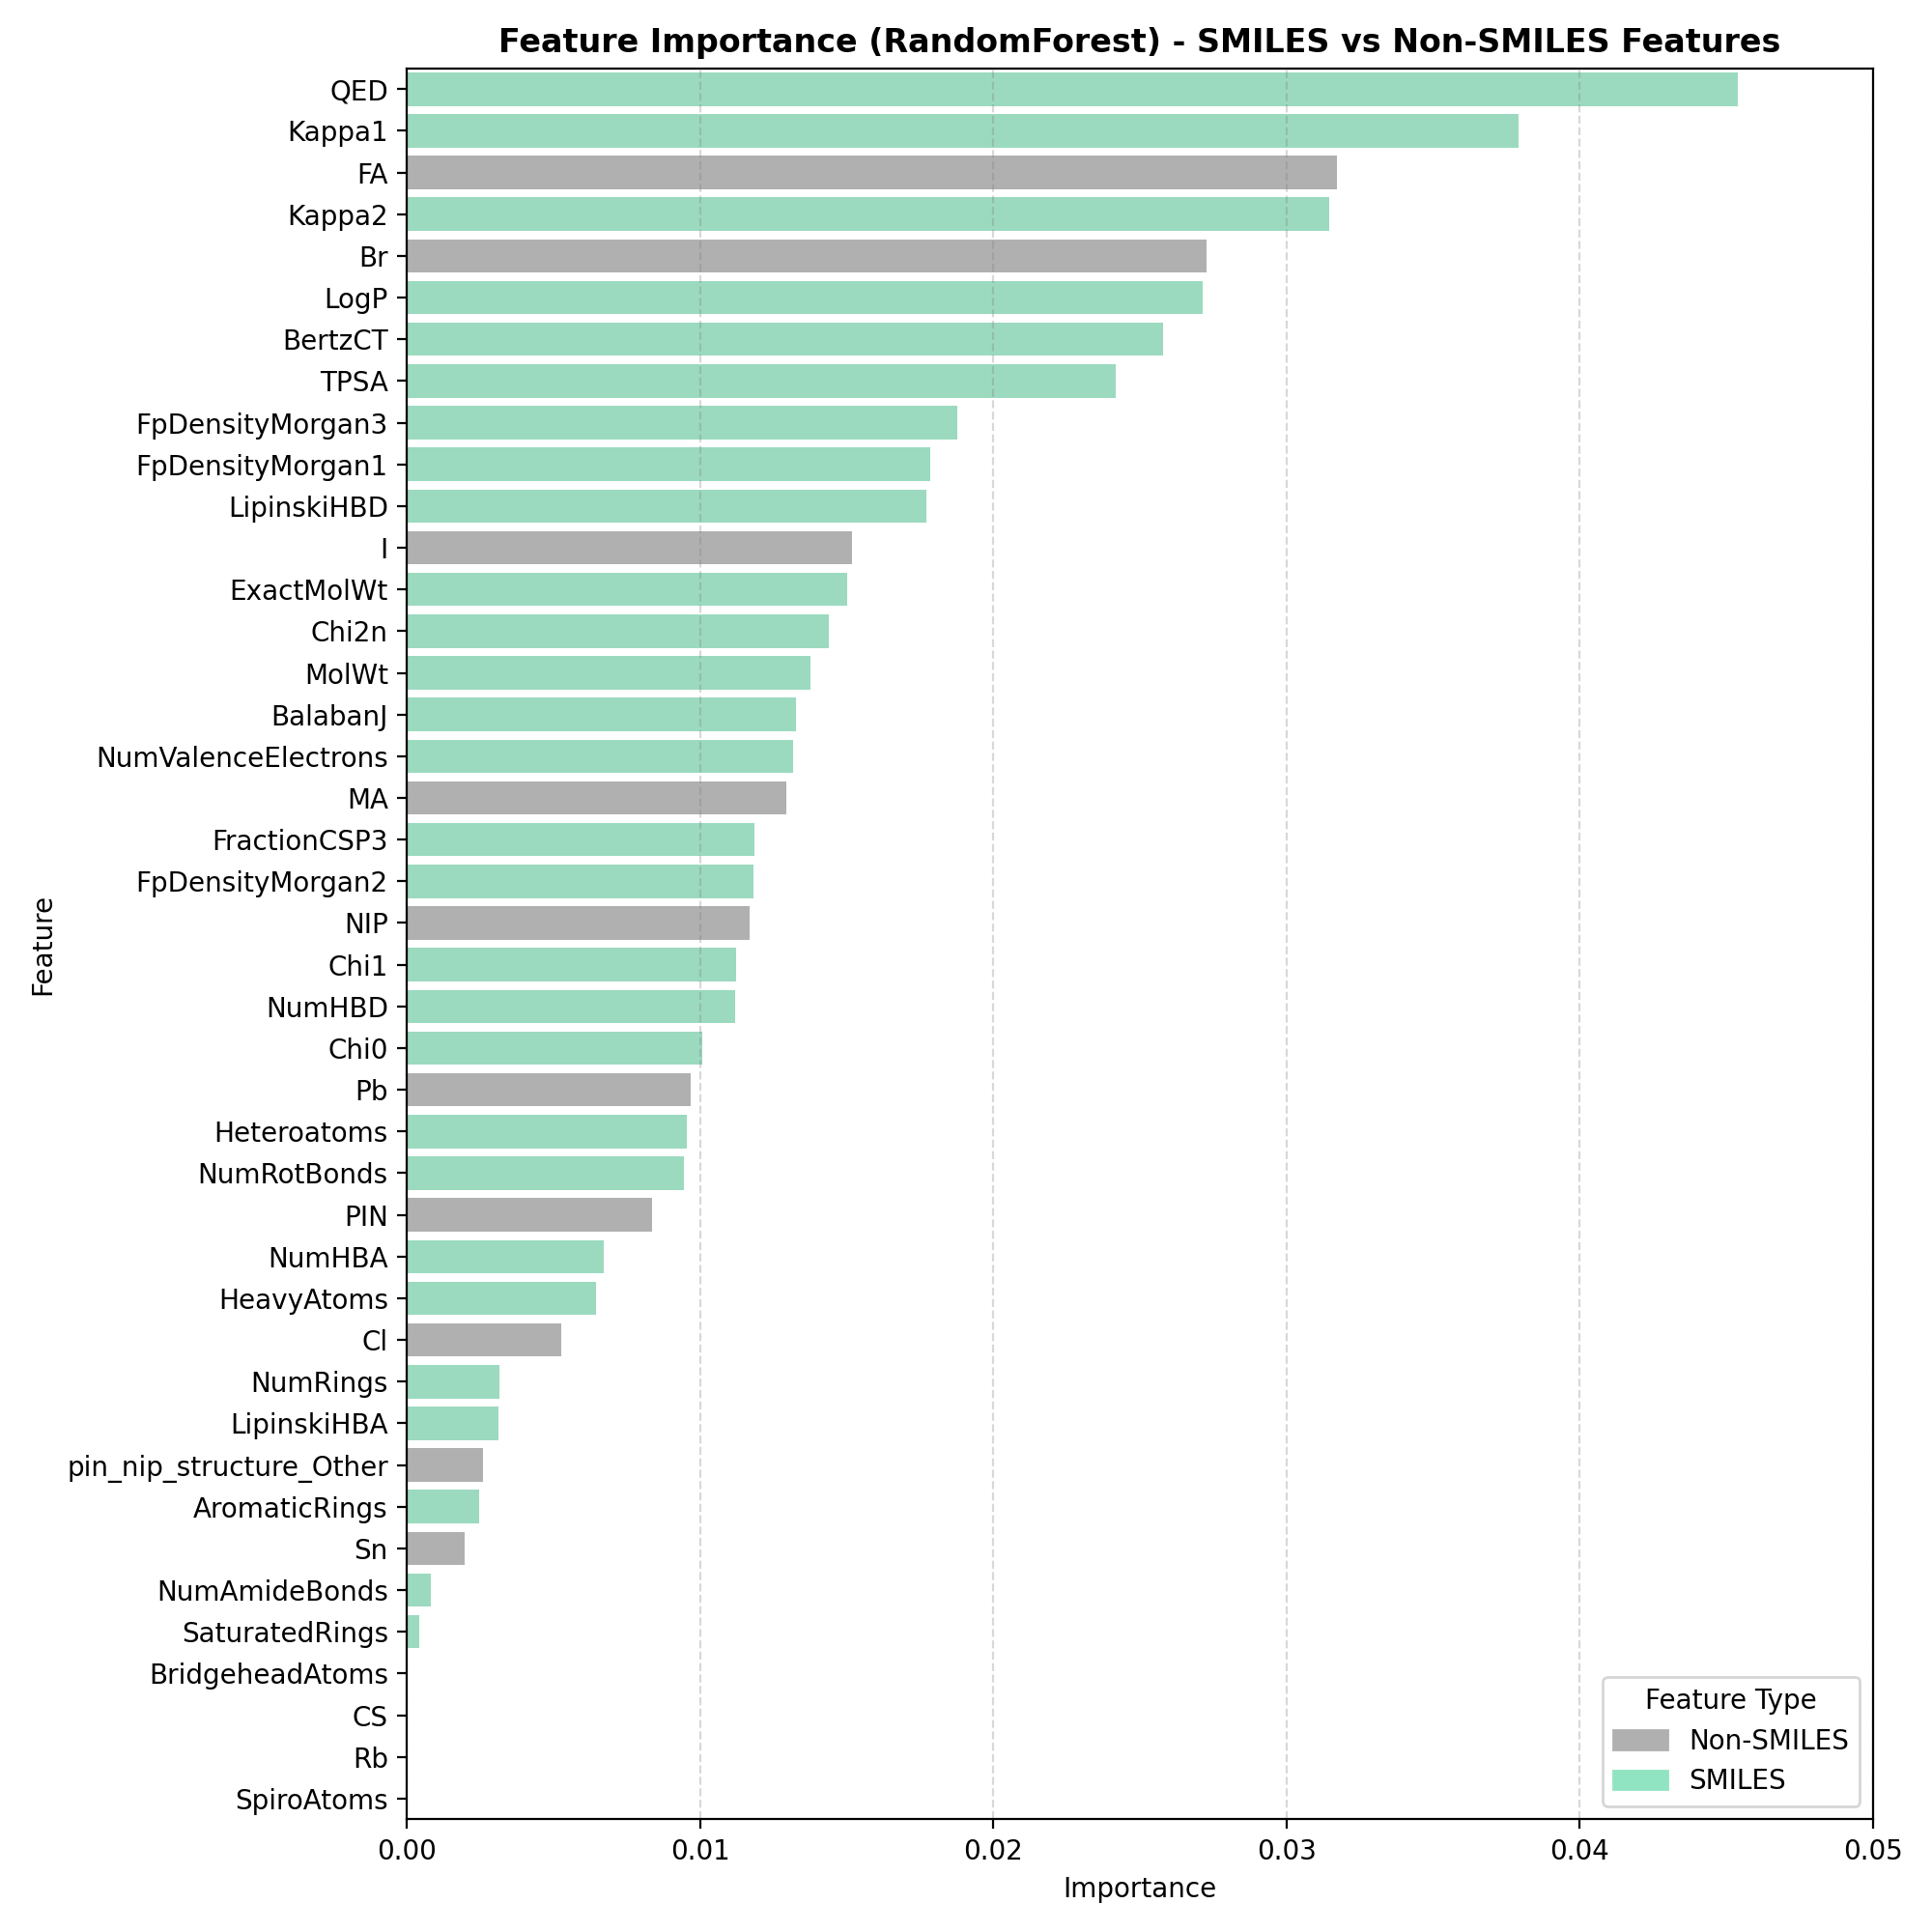 Feature Importance (RandomForest) - SMILES vs Non-SMILES Features
QED
Kappa1
FA
Kappa2
Br
LogP
BertzCT
TPSA
FpDensityMorgan3
FpDensityMorgan1
LipinskiHBD
I
ExactMolWt
Chi2n
MolWt
BalabanJ
NumValenceElectrons
MA
FractionCSP3
FpDensityMorgan2
NIP
Chi1
NumHBD
Chi0
Pb
Heteroatoms
NumRotBonds
PIN
NumHBA
HeavyAtoms
Cl
NumRings
LipinskiHBA
pin_nip_structure_Other
AromaticRings
Sn
NumAmideBonds
SaturatedRings
BridgeheadAtoms
CS
Rb
SpiroAtoms
Feature
0.00 0.01 0.02 0.03 0.04 0.05
Importance
Feature Type
Non-SMILES
SMILES